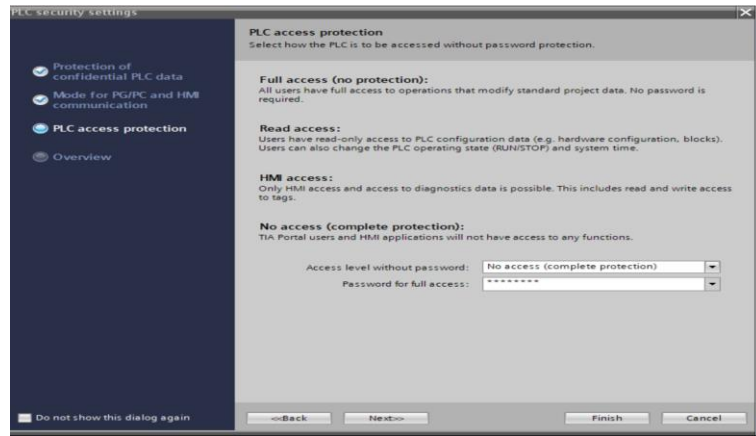 PLC security settings
Protection of
confidential PLC data
Mode for PG/PC and HMI
communication
PLC access protection
Overview
Do not show this dialog again
PLC access protection
Select how the PLC is to be accessed without password protection.
Full access (no protection):
All users have full access to operations that modify standard project data. No password is
required.
Read access:
Users have read-only access to PLC configuration data (e.g. hardware configuration, blocks).
Users can also change the PLC operating state (RUN/STOP) and system time.
HMI access:
Only HMI access and access to diagnostics data is possible. This includes read and write access
to tags.
No access (complete protection):
TIA Portal users and HMI applications will not have access to any functions.
Access level without password: No access (complete protection)
Password for full access: ********
<<Back Next>> Finish Cancel